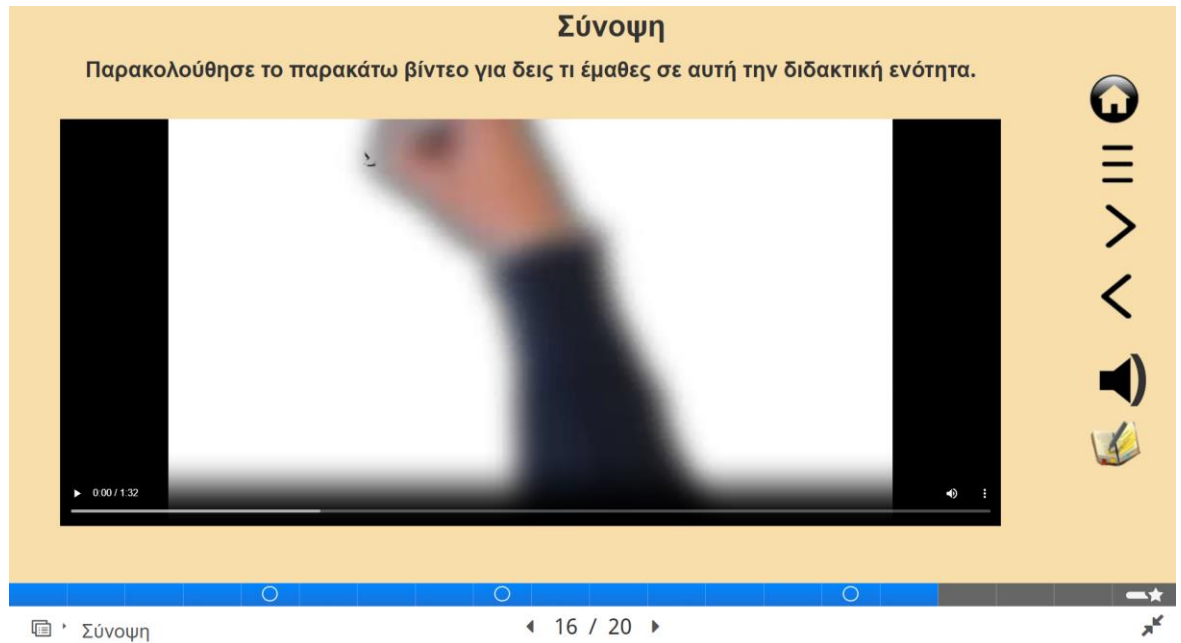 Σύνοψη
Παρακολούθησε το παρακάτω βίντεο για δεις τι έμαθες σε αυτή την διδακτική ενότητα.
0:00 / 1:32
Σύνοψη
16 / 20